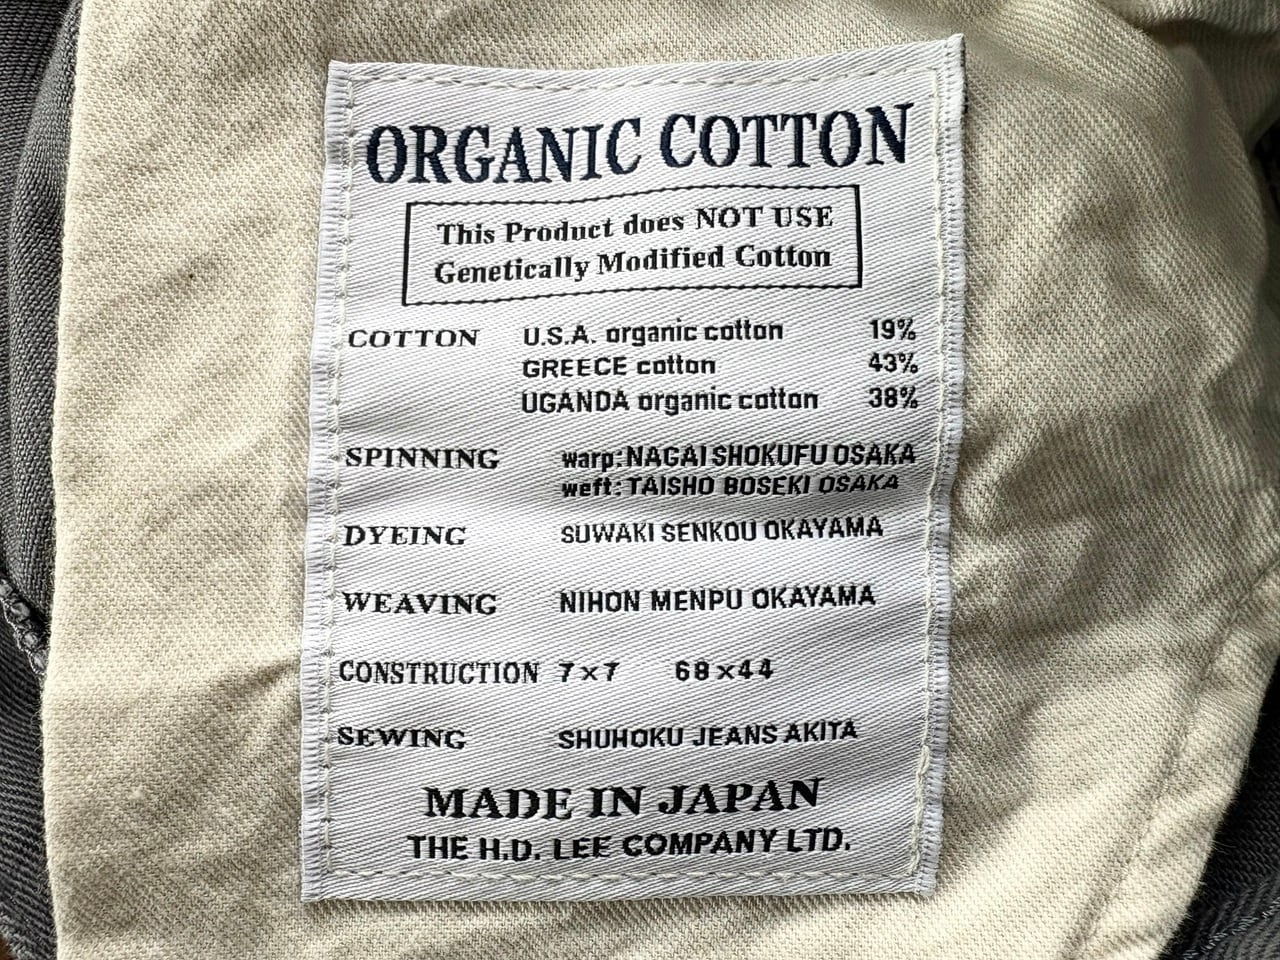 ORGANIC COTTON
This Product does NOT USE
Genetically Modified Cotton
COTTON U.S.A. organic cotton 19%
GREECE cotton 43%
UGANDA organic cotton 38%
SPINNING warp:NAGAI SHOKUFU OSAKA
weft:TAISHO BOSEKI OSAKA
DYEING SUWAKI SENKOU OKAYAMA
WEAVING NIHON MENPU OKAYAMA
CONSTRUCTION 7×7 68×44
SEWING SHUHOKU JEANS AKITA
MADE IN JAPAN
THE H.D. LEE COMPANY LTD.